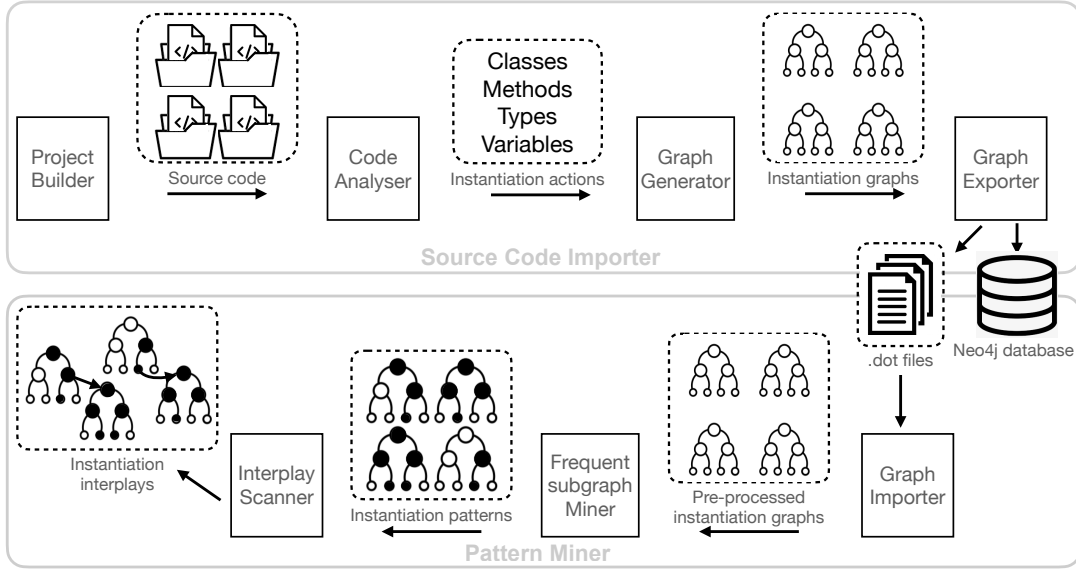 Classes
Methods
Types
Variables
Project
Builder
Source code
Code
Analyser
Instantiation actions
Graph
Generator
Instantiation graphs
Graph
Exporter
Source Code Importer
.dot files
Neo4j database
Instantiation
interplays
Interplay
Scanner
Instantiation patterns
Frequent
subgraph
Miner
Pre-processed
instantiation graphs
Graph
Importer
Pattern Miner